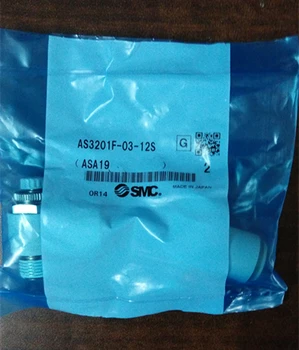 AS3201F-03-12S
G
(ASA19 )
2
OR14 SMC. MADE IN JAPAN